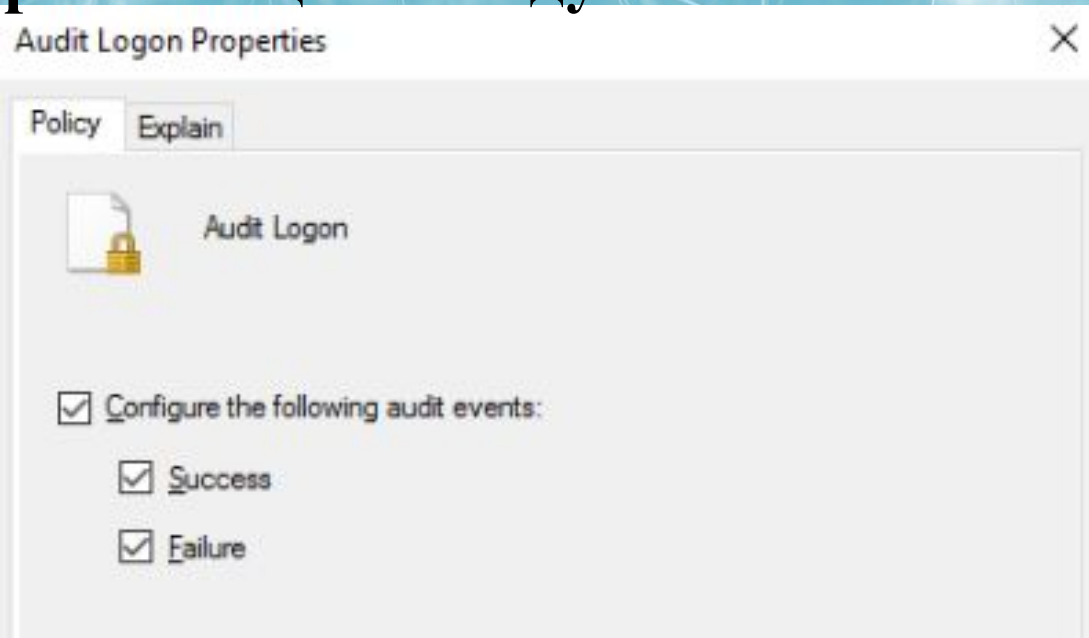 Audit Logon Properties
Policy
Explain
Audit Logon
Configure the following audit events:
Success
Failure